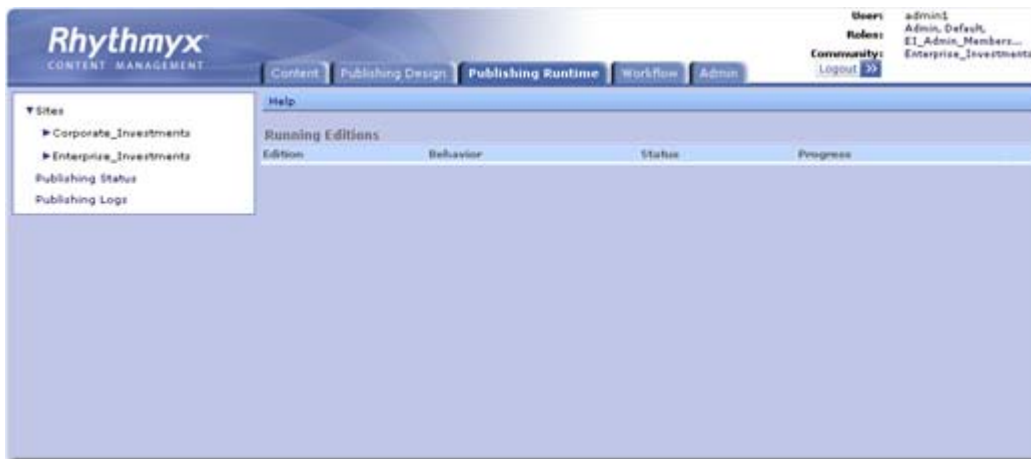 Rhythmyx
CONTENT MANAGEMENT
User: admin1
Roles: Admin, Default, EI_Admin_Members...
Community: Enterprise_Investments
Logout
Content Publishing Design Publishing Runtime Workflow Admin
▼Sites
▶Corporate_Investments
▶Enterprise_Investments
Publishing Status
Publishing Logs
Help
Running Editions
Edition Behavior Status Progress